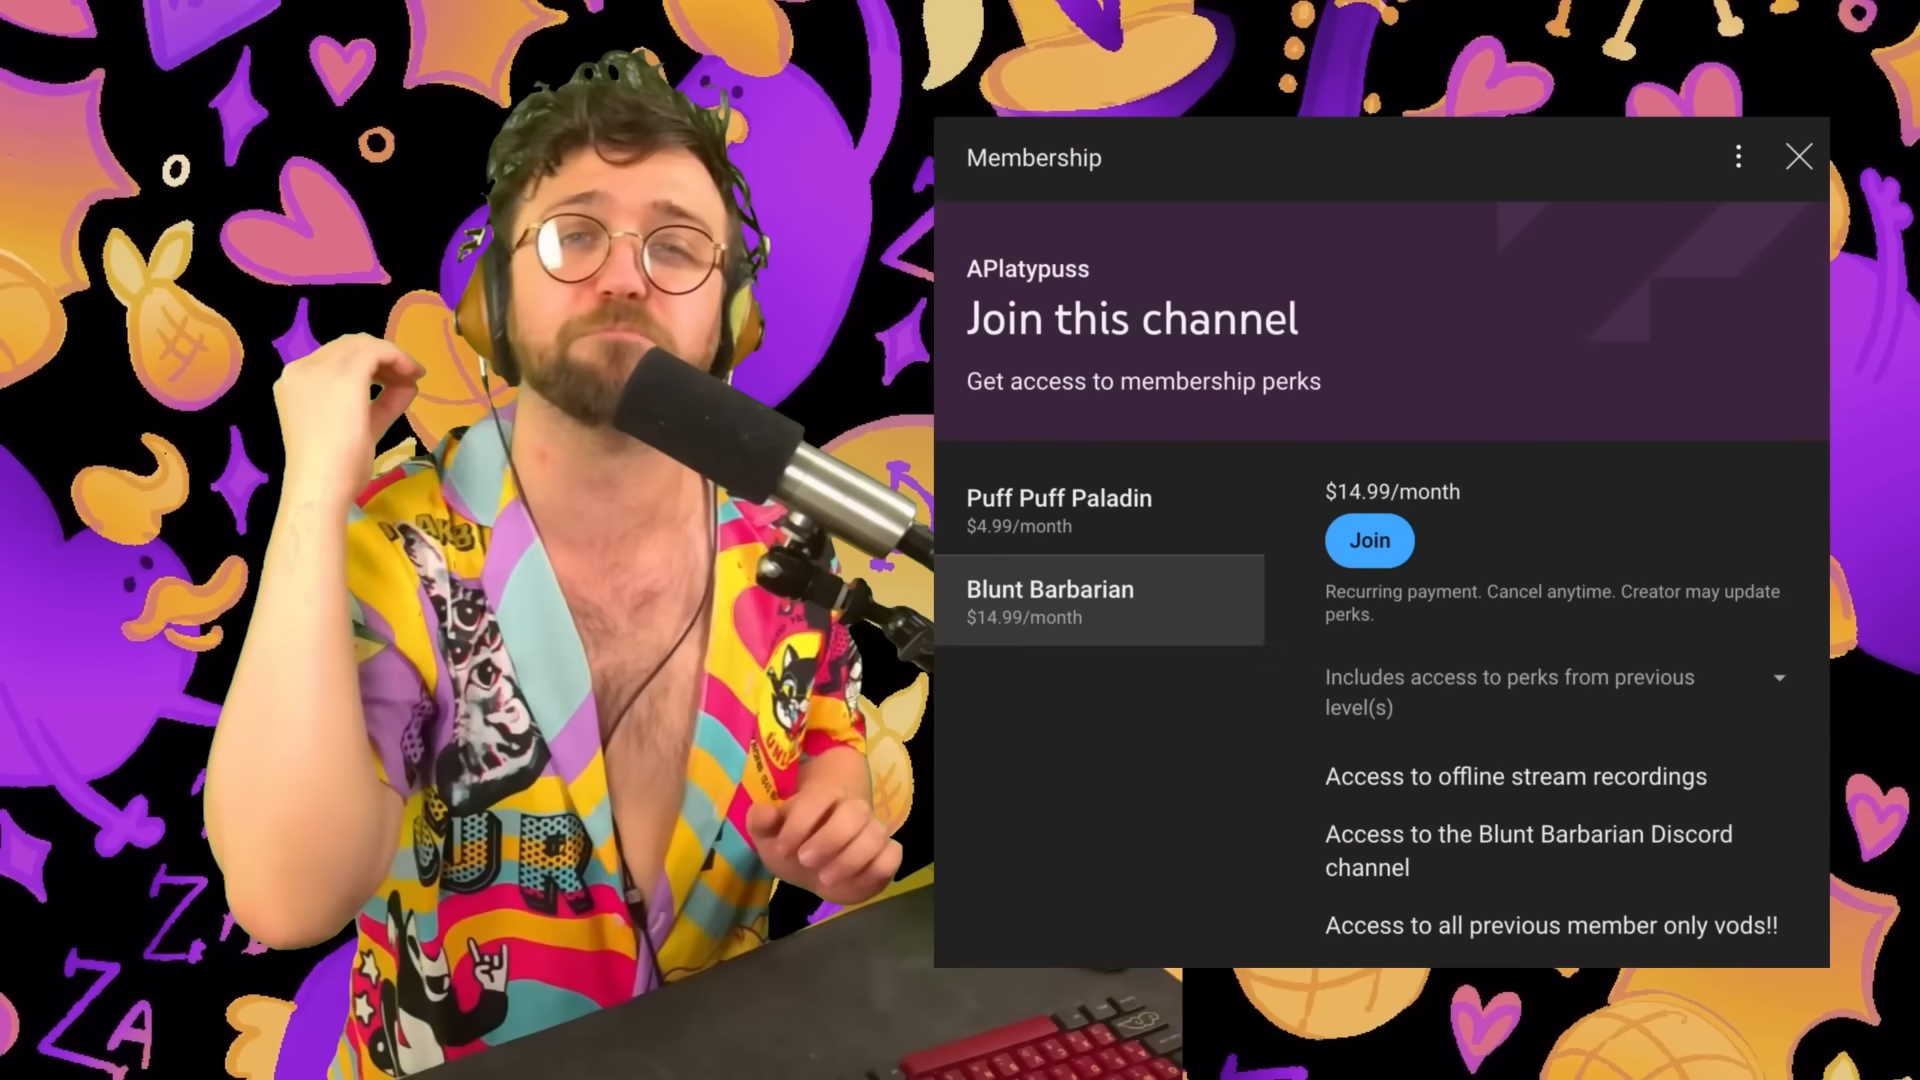 Membership
APlatypuss
Join this channel
Get access to membership perks
Puff Puff Paladin
$4.99/month
Blunt Barbarian
$14.99/month
$14.99/month
Join
Recurring payment. Cancel anytime. Creator may update
perks.
Includes access to perks from previous
level(s)
Access to offline stream recordings
Access to the Blunt Barbarian Discord
channel
Access to all previous member only vods!!
UR
Z
ZA